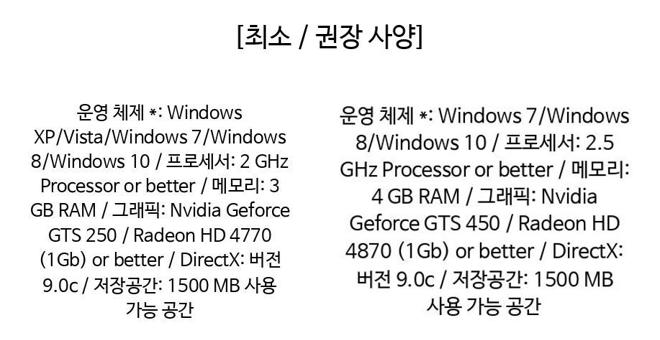 [최소 / 권장 사양]
운영 체제 *: Windows
XP/Vista/Windows 7/Windows
8/Windows 10 / 프로세서: 2 GHz
Processor or better / 메모리: 3
GB RAM / 그래픽: Nvidia Geforce
GTS 250 / Radeon HD 4770
(1Gb) or better / DirectX: 버전
9.0c / 저장공간: 1500 MB 사용
가능 공간
운영 체제 *: Windows 7/Windows
8/Windows 10 / 프로세서: 2.5
GHz Processor or better / 메모리:
4 GB RAM / 그래픽: Nvidia
Geforce GTS 450 / Radeon HD
4870 (1Gb) or better / DirectX:
버전 9.0c / 저장공간: 1500 MB
사용 가능 공간